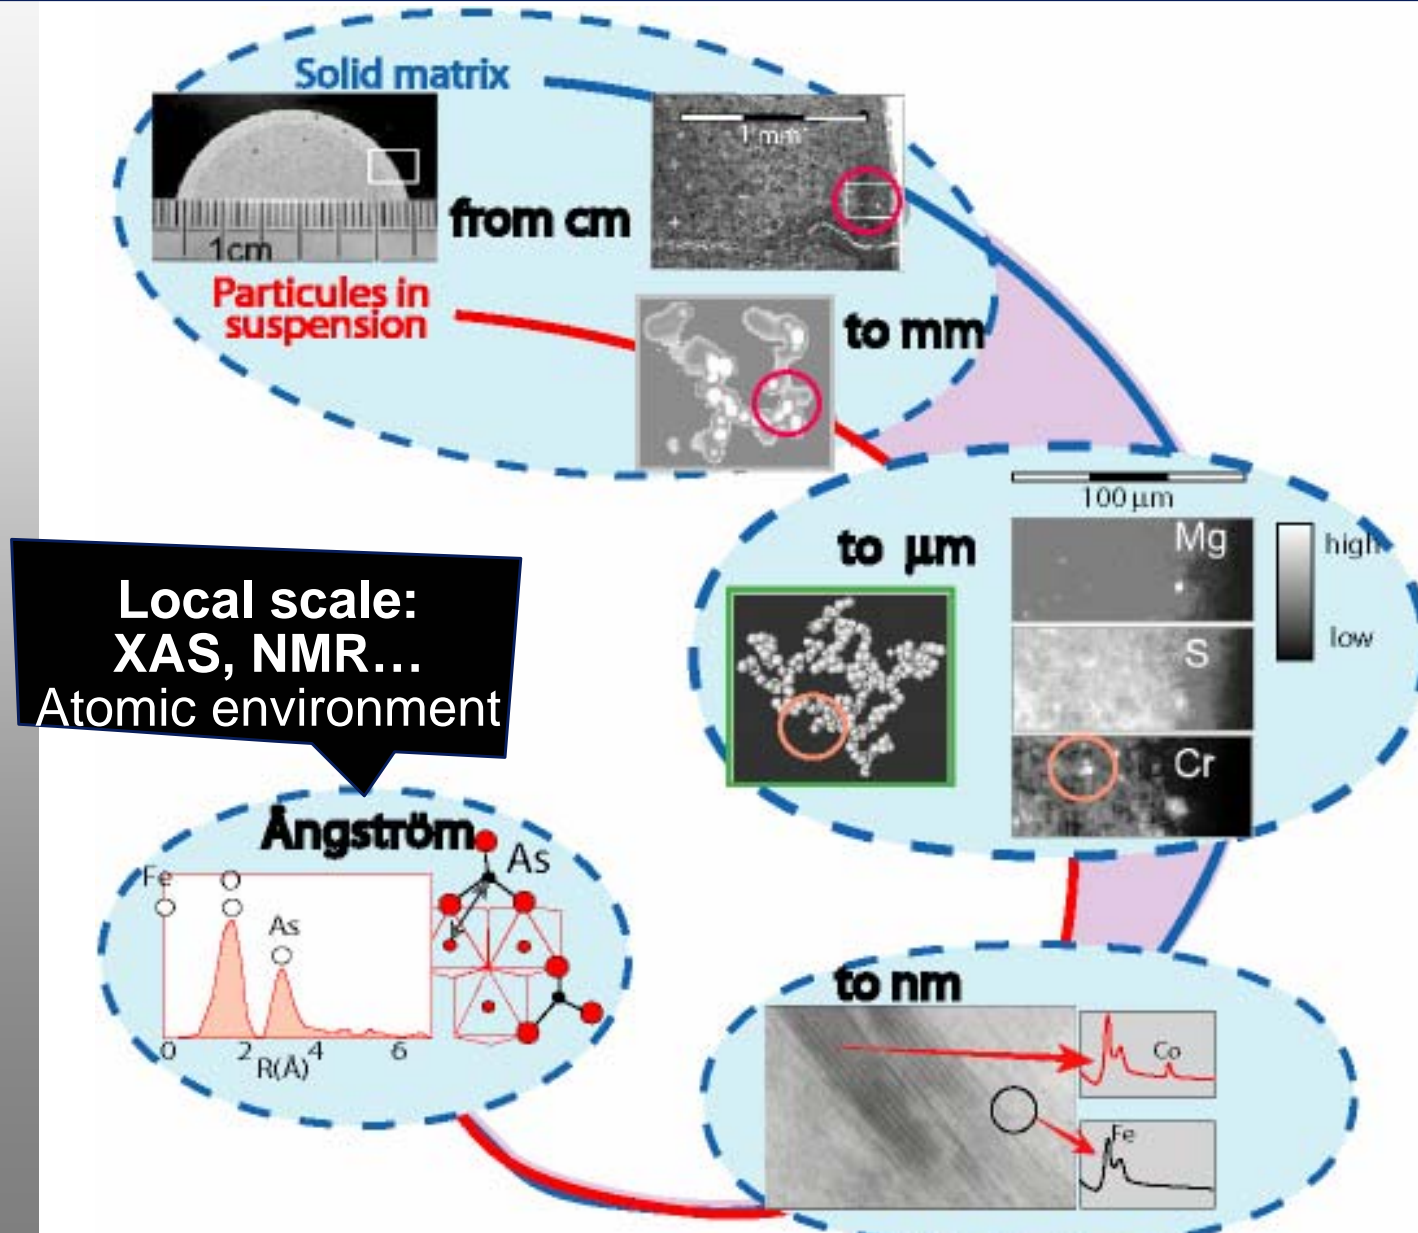 Solid matrix
1 mm
from cm
1cm
Particules in
suspension
to mm
100 µm
to µm
Mg
high
low
S
Cr
Local scale:
XAS, NMR…
Atomic environment
Ångström
As
Fe
O
As
0 2 4 6
R(Å)
to nm
Co
Fe